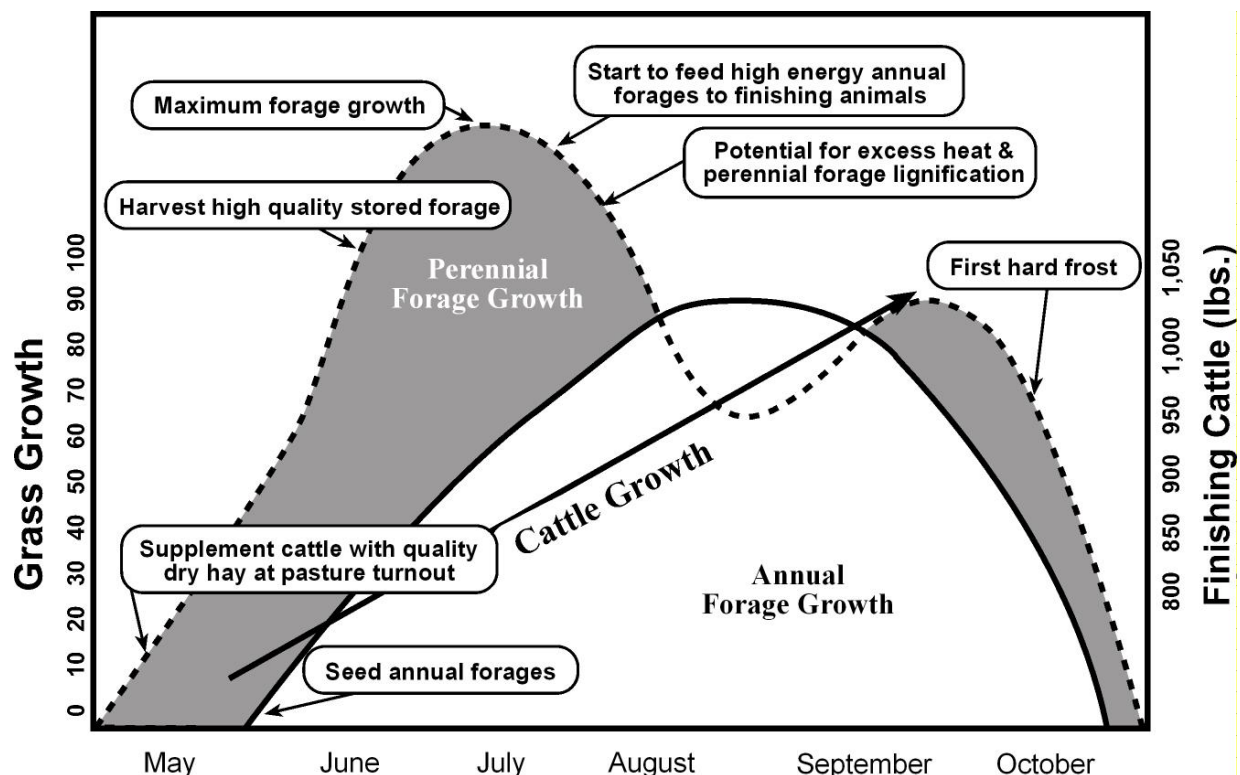 Maximum forage growth
Start to feed high energy annual
forages to finishing animals
Potential for excess heat &
perennial forage lignification
Harvest high quality stored forage
First hard frost
Perennial
Forage Growth
Supplement cattle with quality
dry hay at pasture turnout
Cattle Growth
Annual
Forage Growth
Seed annual forages
Grass Growth
100
90
80
70
60
50
40
30
20
10
0
Finishing Cattle (lbs.)
1,050
1,000
950
900
850
800
May June July August September October